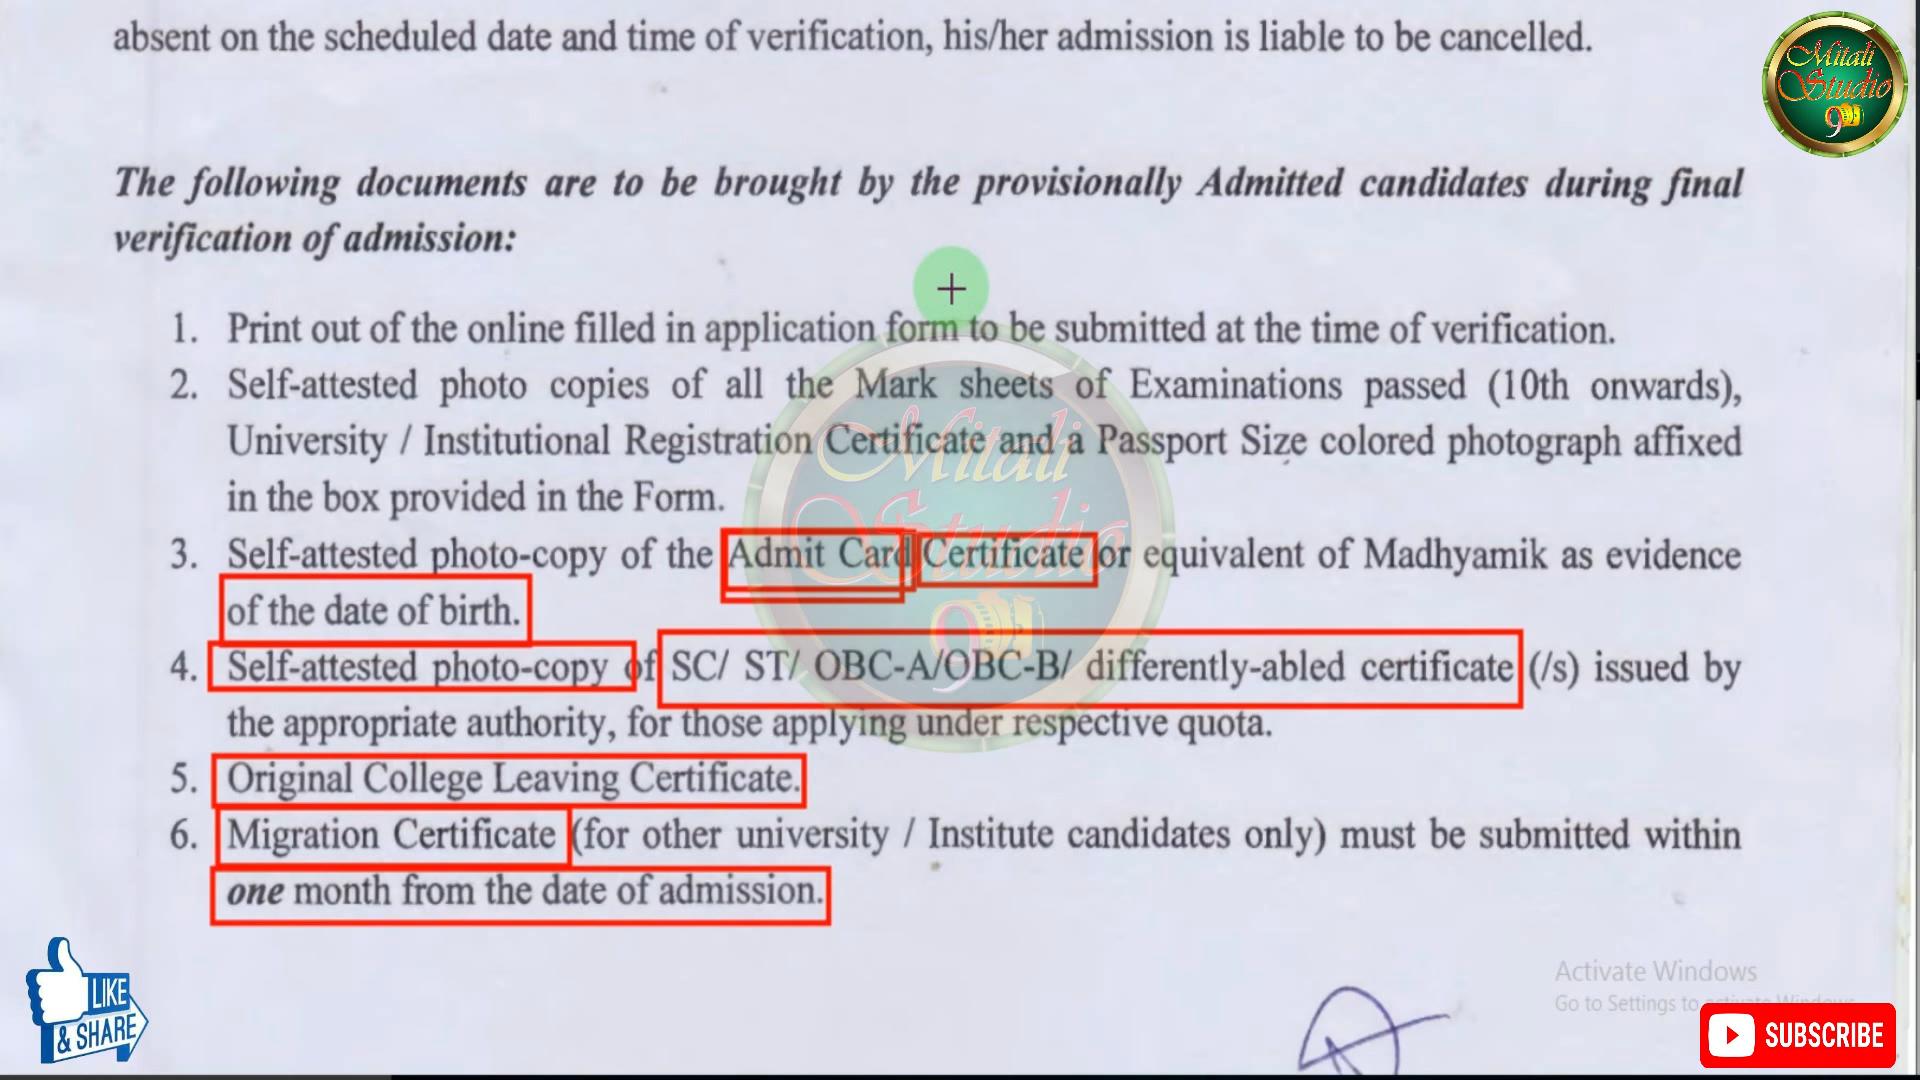 absent on the scheduled date and time of verification, his/her admission is liable to be cancelled.
Mitali
Studio
9
The following documents are to be brought by the provisionally Admitted candidates during final
verification of admission:
1. Print out of the online filled in application form to be submitted at the time of verification.
2. Self-attested photo copies of all the Mark sheets of Examinations passed (10th onwards),
University / Institutional Registration Certificate and a Passport Size colored photograph affixed
in the box provided in the Form.
3. Self-attested photo-copy of the Admit Card Certificate or equivalent of Madhyamik as evidence
of the date of birth.
4. Self-attested photo-copy of SC/ ST/ OBC-A/OBC-B/ differently-abled certificate (/s) issued by
the appropriate authority, for those applying under respective quota.
5. Original College Leaving Certificate.
6. Migration Certificate (for other university / Institute candidates only) must be submitted within
one month from the date of admission.
Mitali
Studio
9
LIKE
& SHARE
Activate Windows
Go to Settings to activate Windows.
SUBSCRIBE